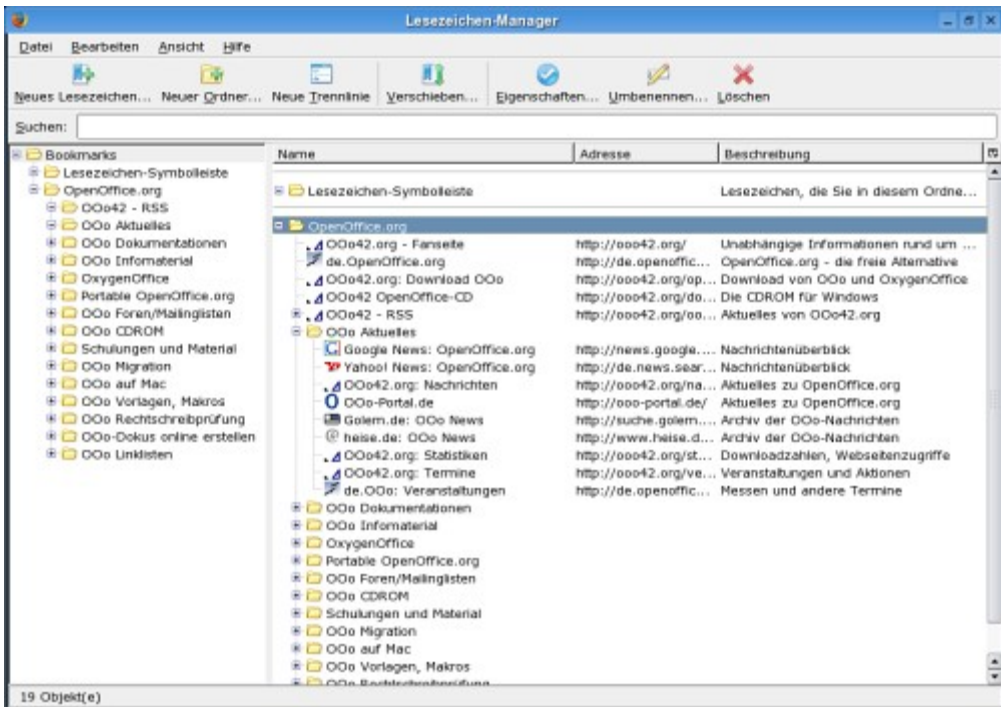 Lesezeichen-Manager
Datei Bearbeiten Ansicht Hilfe
Neues Lesezeichen... Neuer Ordner... Neue Trennlinie Verschieben... Eigenschaften... Umbenennen... Löschen
Suchen:
Bookmarks
Lesezeichen-Symbolleiste
OpenOffice.org
OOo42 - RSS
OOo Aktuelles
OOo Dokumentationen
OOo Infomaterial
OxygenOffice
Portable OpenOffice.org
OOo Foren/Mailinglisten
OOo CDROM
Schulungen und Material
OOo Migration
OOo auf Mac
OOo Vorlagen, Makros
OOo Rechtschreibprüfung
OOo-Dokus online erstellen
OOo Linklisten
Name Adresse Beschreibung
Lesezeichen-Symbolleiste Lesezeichen, die Sie in diesem Ordne...
OpenOffice.org
OOo42.org - Fanseite http://ooo42.org/ Unabhängige Informationen rund um ...
de.OpenOffice.org http://de.openoffic... OpenOffice.org - die freie Alternative
OOo42.org: Download OOo http://ooo42.org/op... Download von OOo und OxygenOffice
OOo42 OpenOffice-CD http://ooo42.org/do... Die CDROM für Windows
OOo42 - RSS http://ooo42.org/oo... Aktuelles von OOo42.org
OOo Aktuelles
Google News: OpenOffice.org http://news.google.... Nachrichtenüberblick
Yahoo! News: OpenOffice.org http://de.news.sear... Nachrichtenüberblick
OOo42.org: Nachrichten http://ooo42.org/na... Aktuelles zu OpenOffice.org
OOo-Portal.de http://ooo-portal.de/ Aktuelles zu OpenOffice.org
Golem.de: OOo News http://suche.golem.... Archiv der OOo-Nachrichten
heise.de: OOo News http://www.heise.d... Archiv der OOo-Nachrichten
OOo42.org: Statistiken http://ooo42.org/st... Downloadzahlen, Webseitenzugriffe
OOo42.org: Termine http://ooo42.org/ve... Veranstaltungen und Aktionen
de.OOo: Veranstaltungen http://de.openoffic... Messen und andere Termine
OOo Dokumentationen
OOo Infomaterial
OxygenOffice
Portable OpenOffice.org
OOo Foren/Mailinglisten
OOo CDROM
Schulungen und Material
OOo Migration
OOo auf Mac
OOo Vorlagen, Makros
OOo Rechtschreibprüfung
19 Objekt(e)